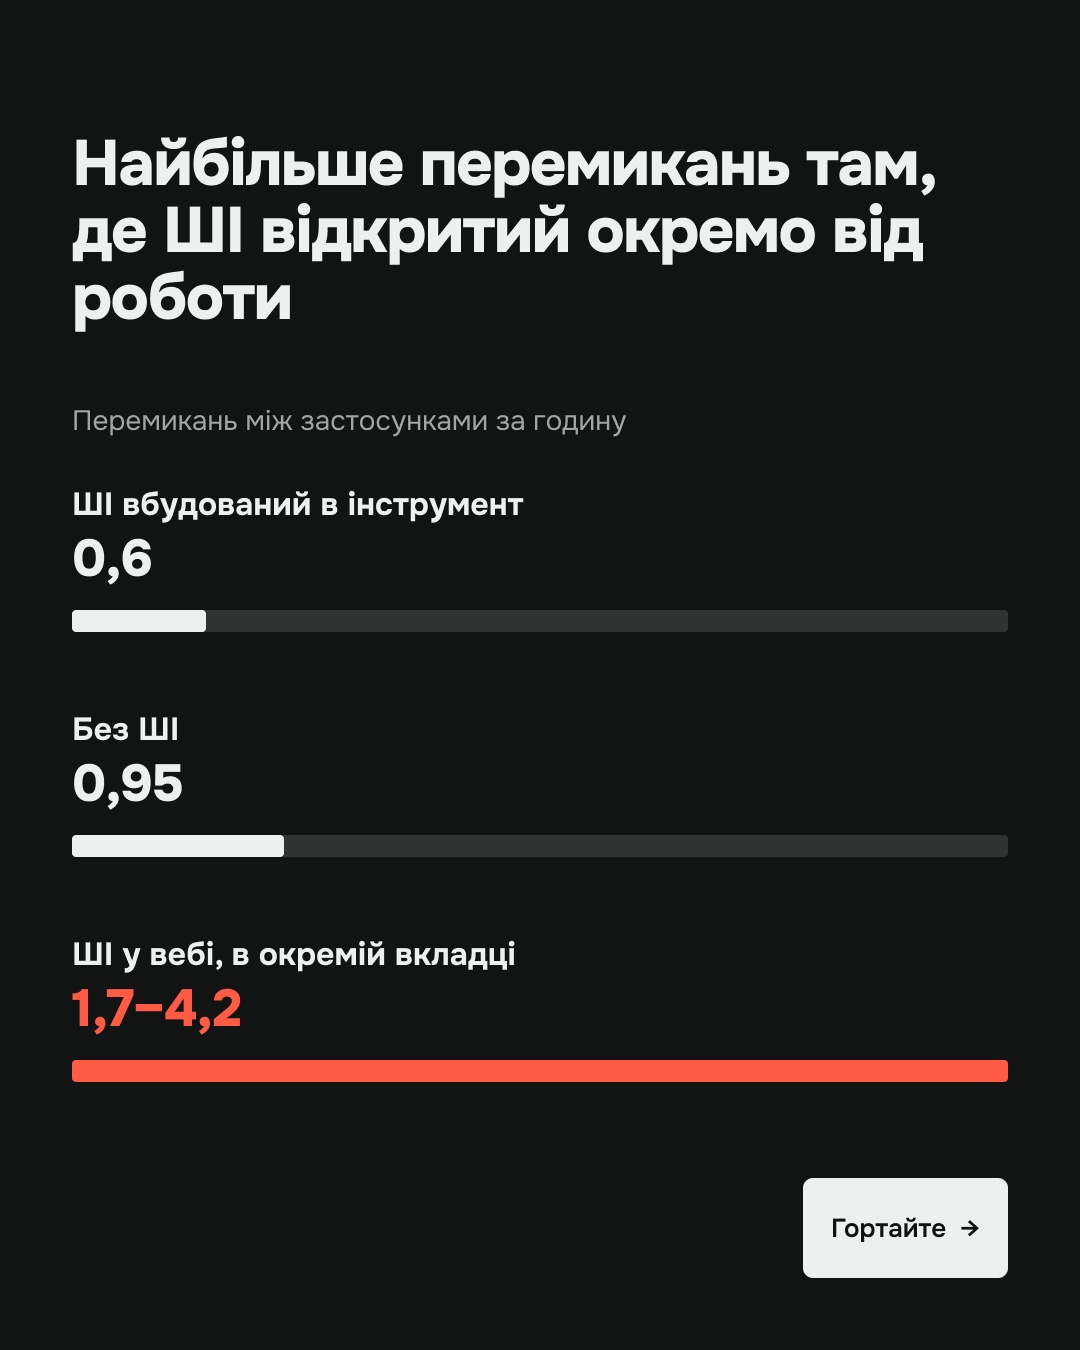 Найбільше перемикань там,
де ШІ відкритий окремо від
роботи
Перемикань між застосунками за годину
ШІ вбудований в інструмент
0,6
Без ШІ
0,95
ШІ у вебі, в окремій вкладці
1,7–4,2
Гортайте →